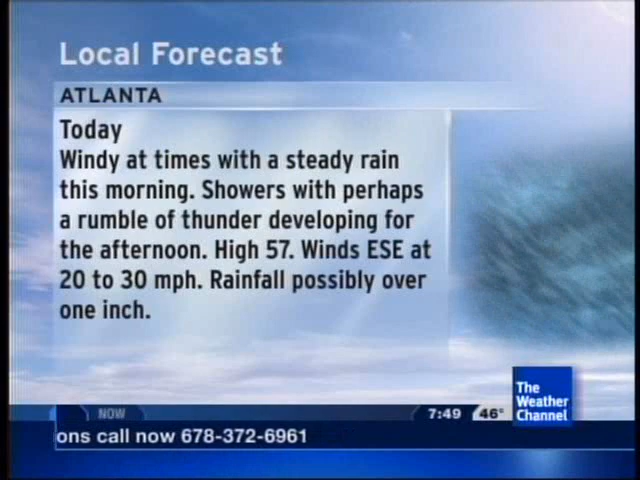 Local Forecast
ATLANTA
Today
Windy at times with a steady rain
this morning. Showers with perhaps
a rumble of thunder developing for
the afternoon. High 57. Winds ESE at
20 to 30 mph. Rainfall possibly over
one inch.
The
Weather
Channel
NOW
7:49 46°
ons call now 678-372-6961